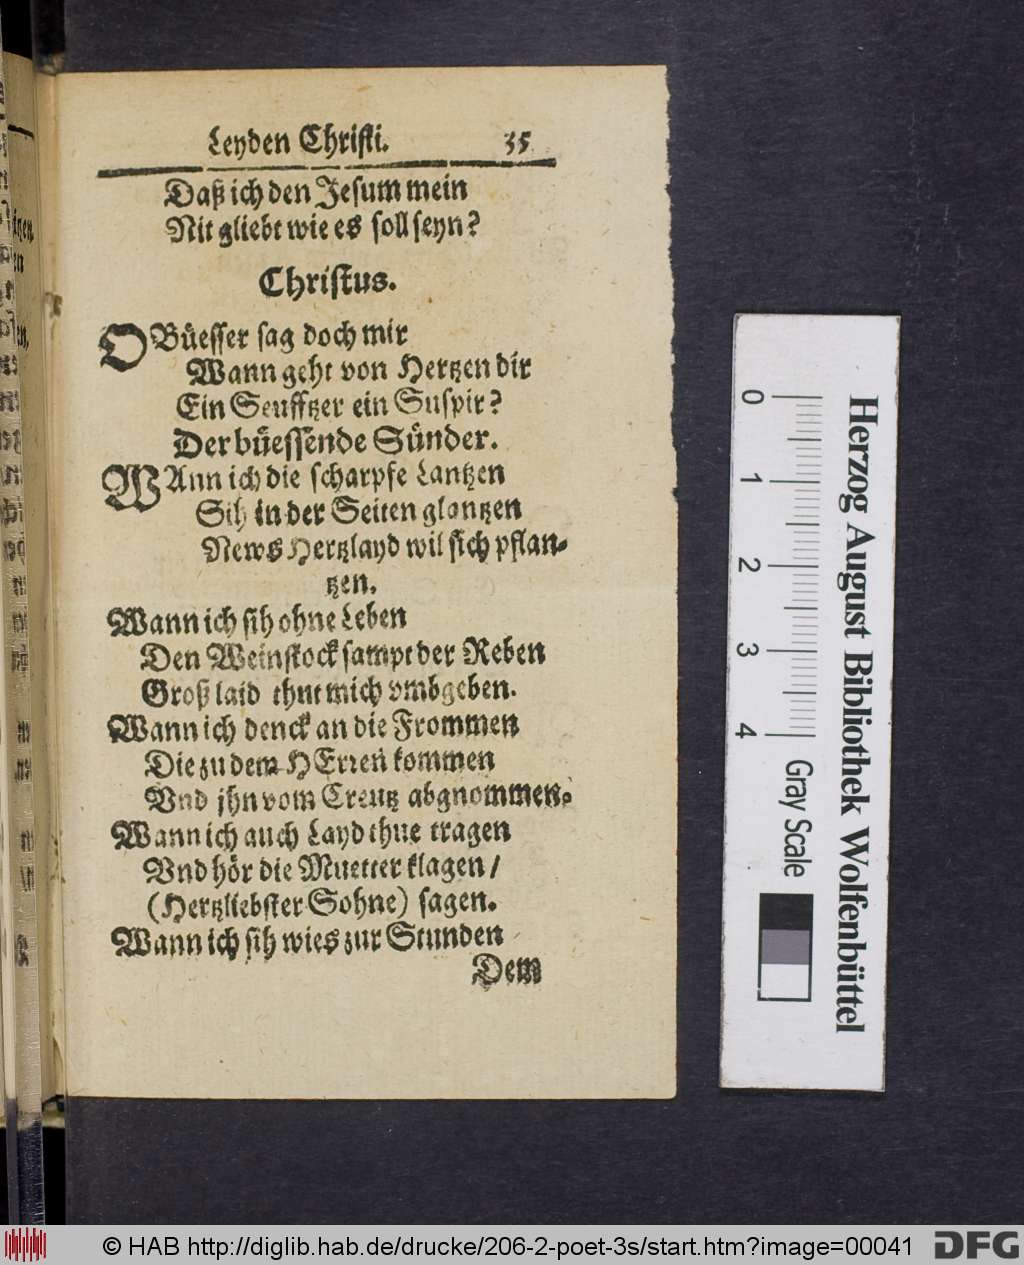 Leyden Christi. 35
Daß ich den Jesum mein
Nit gliebt wie es soll seyn?
Christus.
O Büesser sag doch mir
Wann geht von Hertzen dir
Ein Seufftzer ein Suspir?
Der büessende Sünder.
WAnn ich die scharpfe Lantzen
Sih in der Seiten glantzen
News Hertzlayd wil sich pflan-
tzen.
Wann ich sih ohne Leben
Den Weinstock sampt der Reben
Groß laid thut mich vmbgeben.
Wann ich denck an die Frommen
Die zu dem HErren kommen
Vnd jhn vom Creutz abgnommen.
Wann ich auch Layd thue tragen
Vnd hör die Muetter klagen /
(Hertzliebster Sohne) sagen.
Wann ich sih wies zur Stunden
Dem
0 1 2 3 4
Gray Scale
Herzog August Bibliothek Wolfenbüttel
© HAB http://diglib.hab.de/drucke/206-2-poet-3s/start.htm?image=00041
DFG